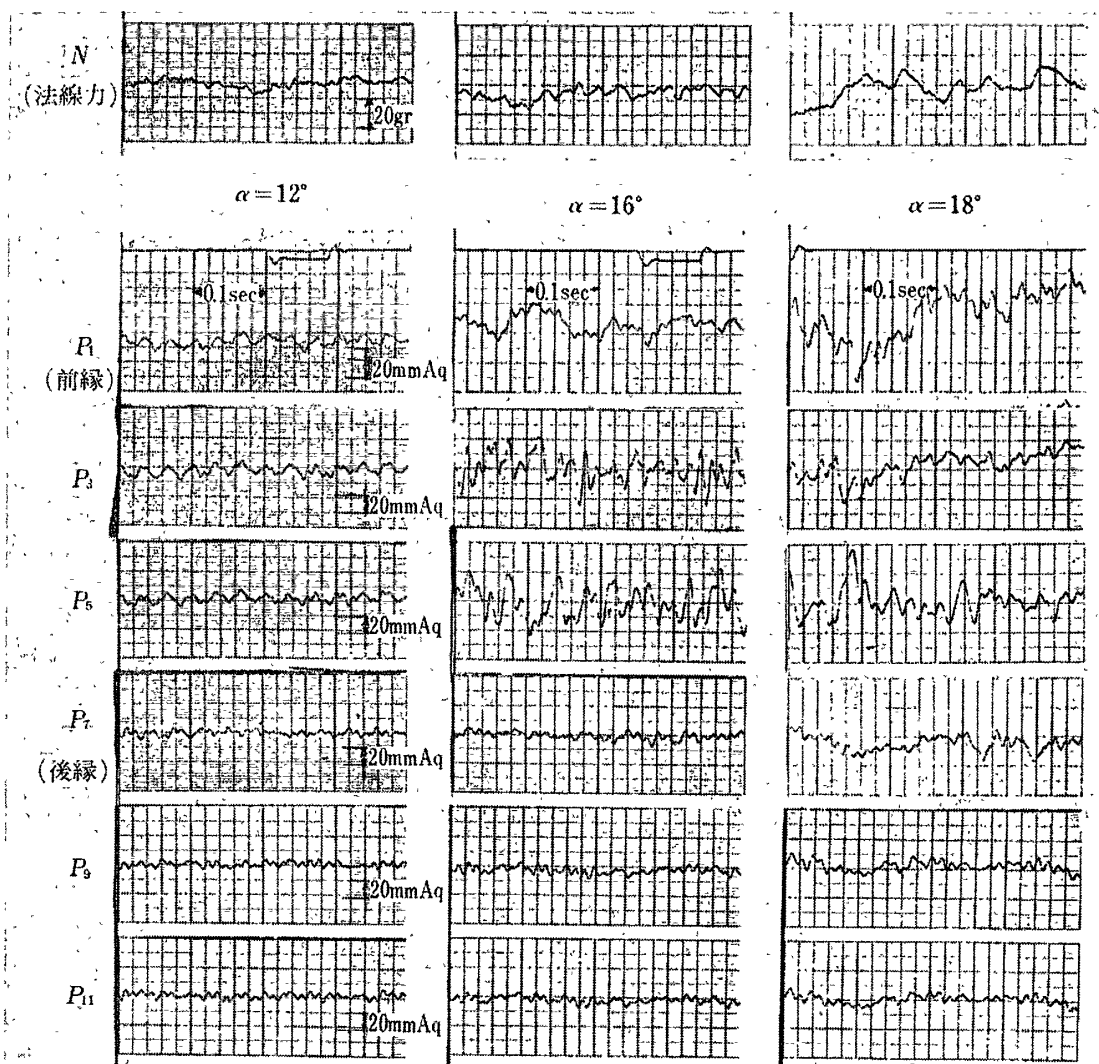 N
(法線力)
20gr
α=12°
α=16°
α=18°
0.1sec
0.1sec
0.1sec
P₁
(前縁)
20mmAq
P₃
20mmAq
P₅
20mmAq
P₇
(後縁)
20mmAq
P₉
20mmAq
P₁₁
20mmAq